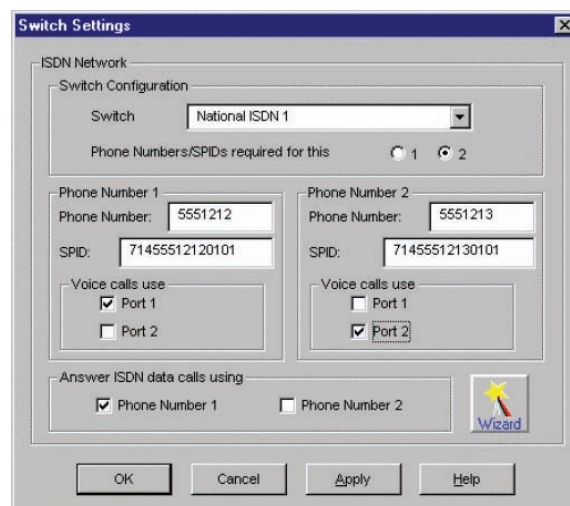 Switch Settings
ISDN Network
Switch Configuration
Switch National ISDN 1
Phone Numbers/SPIDs required for this 1 2
Phone Number 1
Phone Number: 5551212
SPID: 71455512120101
Voice calls use
Port 1
Port 2
Phone Number 2
Phone Number: 5551213
SPID: 71455512130101
Voice calls use
Port 1
Port 2
Answer ISDN data calls using
Phone Number 1 Phone Number 2
Wizard
OK Cancel Apply Help